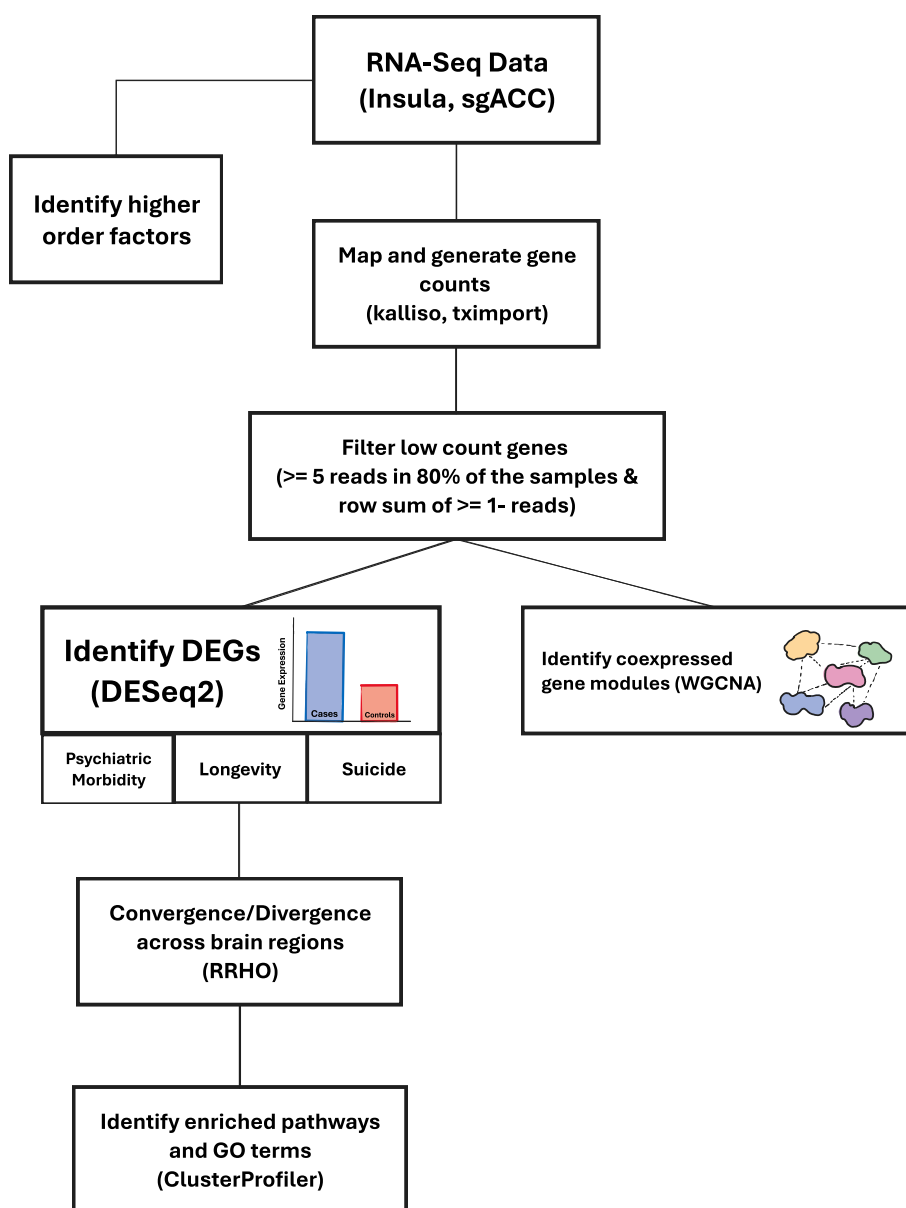 RNA-Seq Data
(Insula, sgACC)
Identify higher
order factors
Map and generate gene
counts
(kalliso, tximport)
Filter low count genes
(>= 5 reads in 80% of the samples &
row sum of >= 1- reads)
Identify DEGs
(DESeq2)
Gene Expression
Cases
Controls
Identify coexpressed
gene modules (WGCNA)
Psychiatric
Morbidity
Longevity
Suicide
Convergence/Divergence
across brain regions
(RRHO)
Identify enriched pathways
and GO terms
(ClusterProfiler)